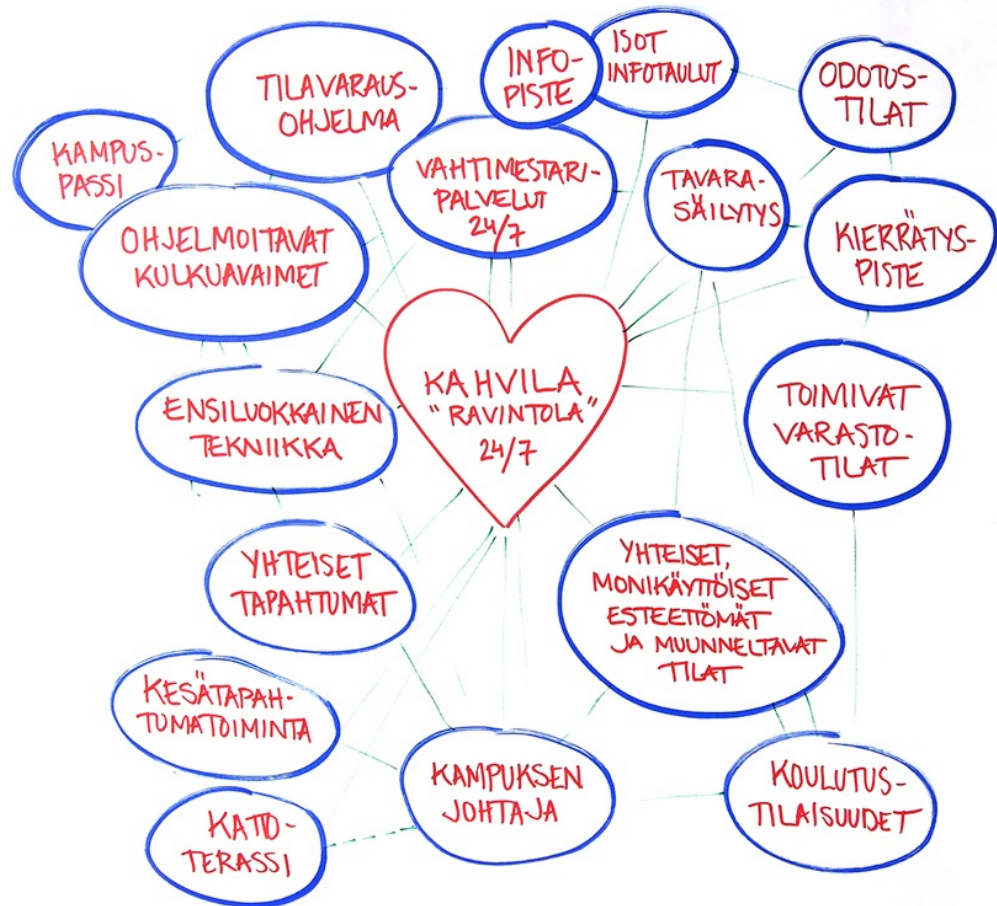 TILAVARAUS-
OHJELMA
INFO-
PISTE
ISOT
INFOTAULUT
ODOTUS-
TILAT
KAMPUS-
PASSI
VAHTIMESTARI-
PALVELUT
24/7
TAVARA-
SÄILYTYS
OHJELMOITAVAT
KULKUAVAIMET
KIERRÄTYS-
PISTE
KAHVILA
"RAVINTOLA"
24/7
ENSILUOKKAINEN
TEKNIIKKA
TOIMIVAT
VARASTO-
TILAT
YHTEISET
TAPAHTUMAT
YHTEISET,
MONIKÄYTTÖISET
ESTEETTÖMÄT
JA MUUNNELTAVAT
TILAT
KESÄTAPAH-
TUMATOIMINTA
KAMPUKSEN
JOHTAJA
KOULUTUS-
TILAISUUDET
KATTO-
TERASSI